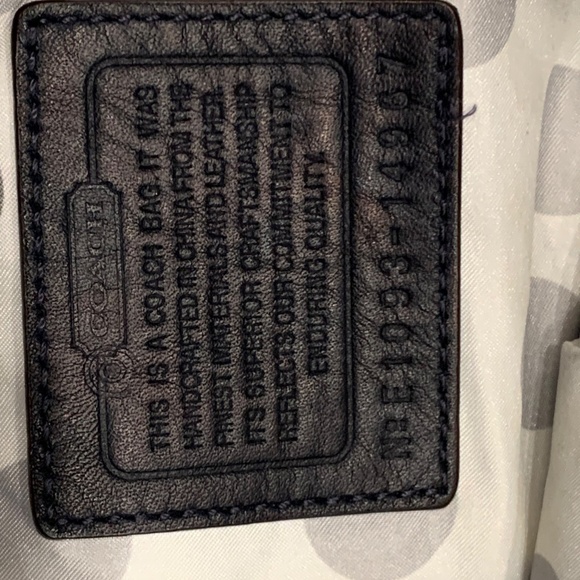 COACH
THIS IS A COACH BAG. IT WAS
HANDCRAFTED IN CHINA FROM THE
FINEST MATERIALS AND LEATHER.
ITS SUPERIOR CRAFTSMANSHIP
REFLECTS OUR COMMITMENT TO
ENDURING QUALITY.
No E1093-14967